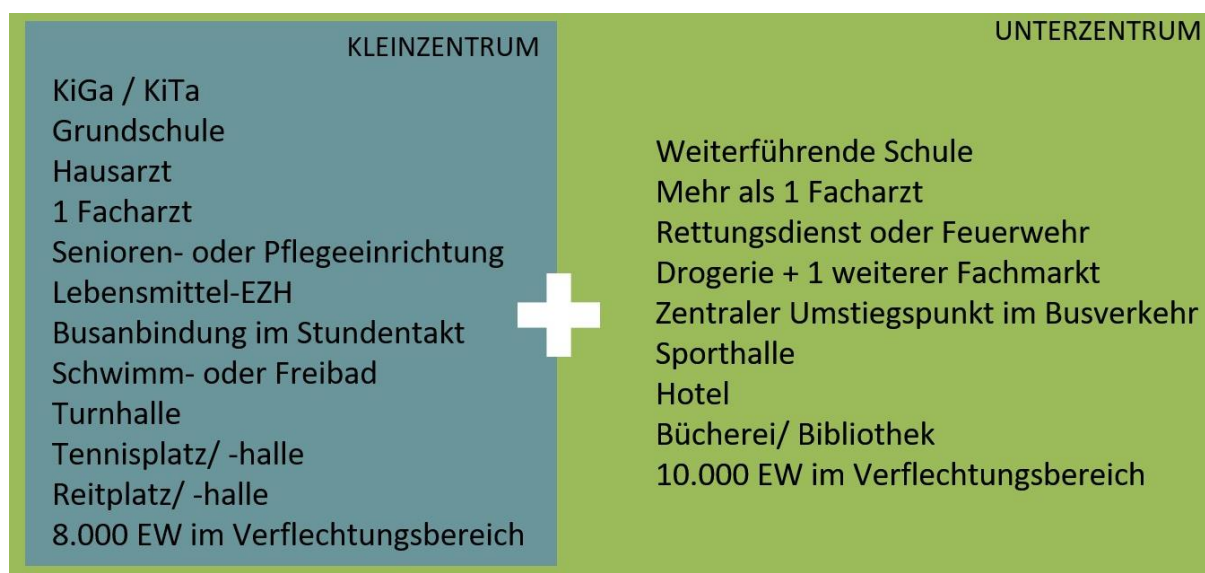 KLEINZENTRUM
KiGa / KiTa
Grundschule
Hausarzt
1 Facharzt
Senioren- oder Pflegeeinrichtung
Lebensmittel-EZH
Busanbindung im Stundentakt
Schwimm- oder Freibad
Turnhalle
Tennisplatz/ -halle
Reitplatz/ -halle
8.000 EW im Verflechtungsbereich
UNTERZENTRUM
Weiterführende Schule
Mehr als 1 Facharzt
Rettungsdienst oder Feuerwehr
Drogerie + 1 weiterer Fachmarkt
Zentraler Umstiegspunkt im Busverkehr
Sporthalle
Hotel
Bücherei/ Bibliothek
10.000 EW im Verflechtungsbereich